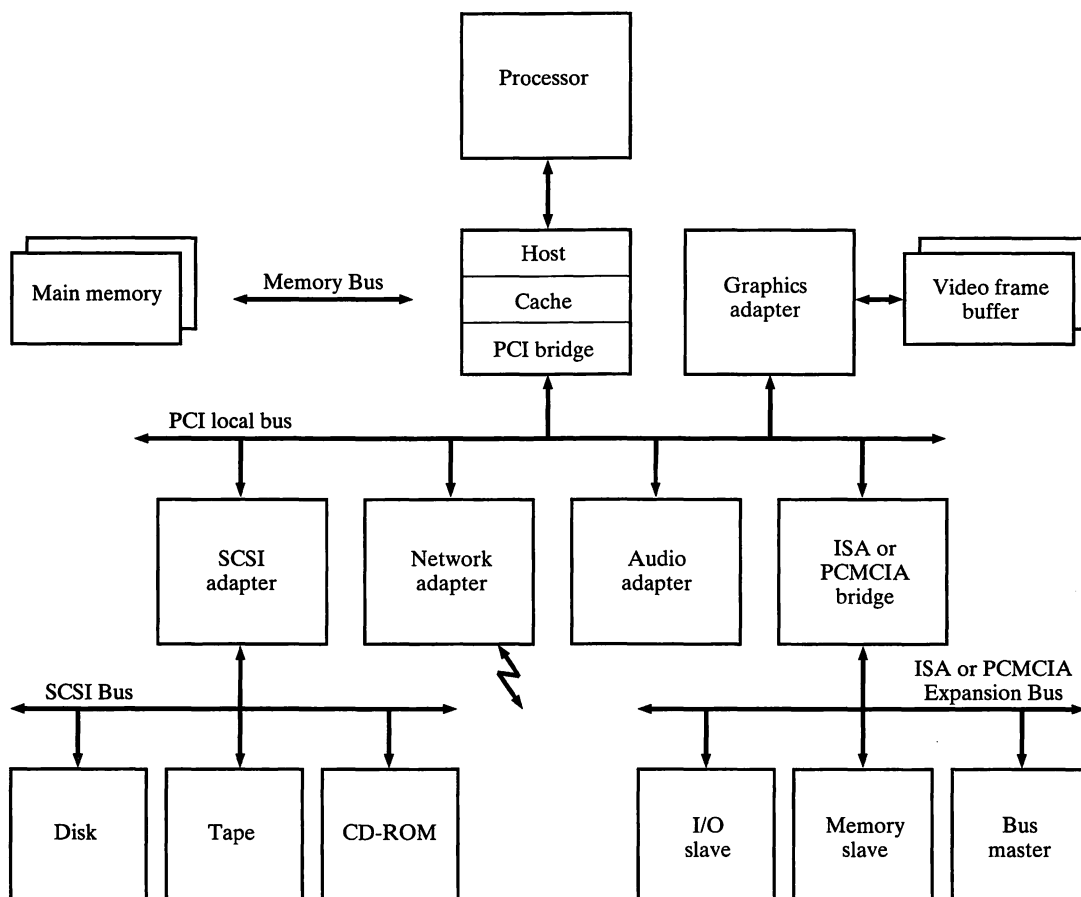 Processor
Host
Main memory
Memory Bus
Cache
PCI bridge
Graphics
adapter
Video frame
buffer
PCI local bus
SCSI
adapter
Network
adapter
Audio
adapter
ISA or
PCMCIA
bridge
SCSI Bus
ISA or PCMCIA
Expansion Bus
Disk
Tape
CD-ROM
I/O
slave
Memory
slave
Bus
master